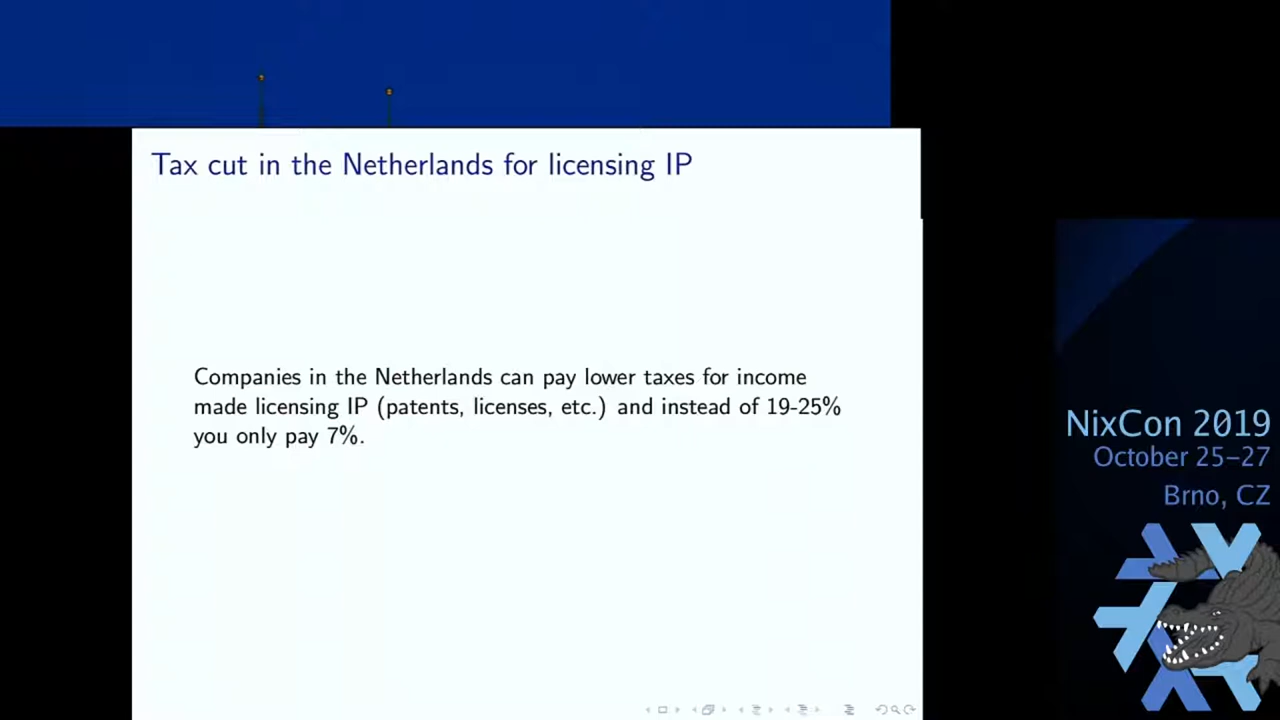 Tax cut in the Netherlands for licensing IP
Companies in the Netherlands can pay lower taxes for income
made licensing IP (patents, licenses, etc.) and instead of 19-25%
you only pay 7%.
NixCon 2019
October 25–27
Brno, CZ